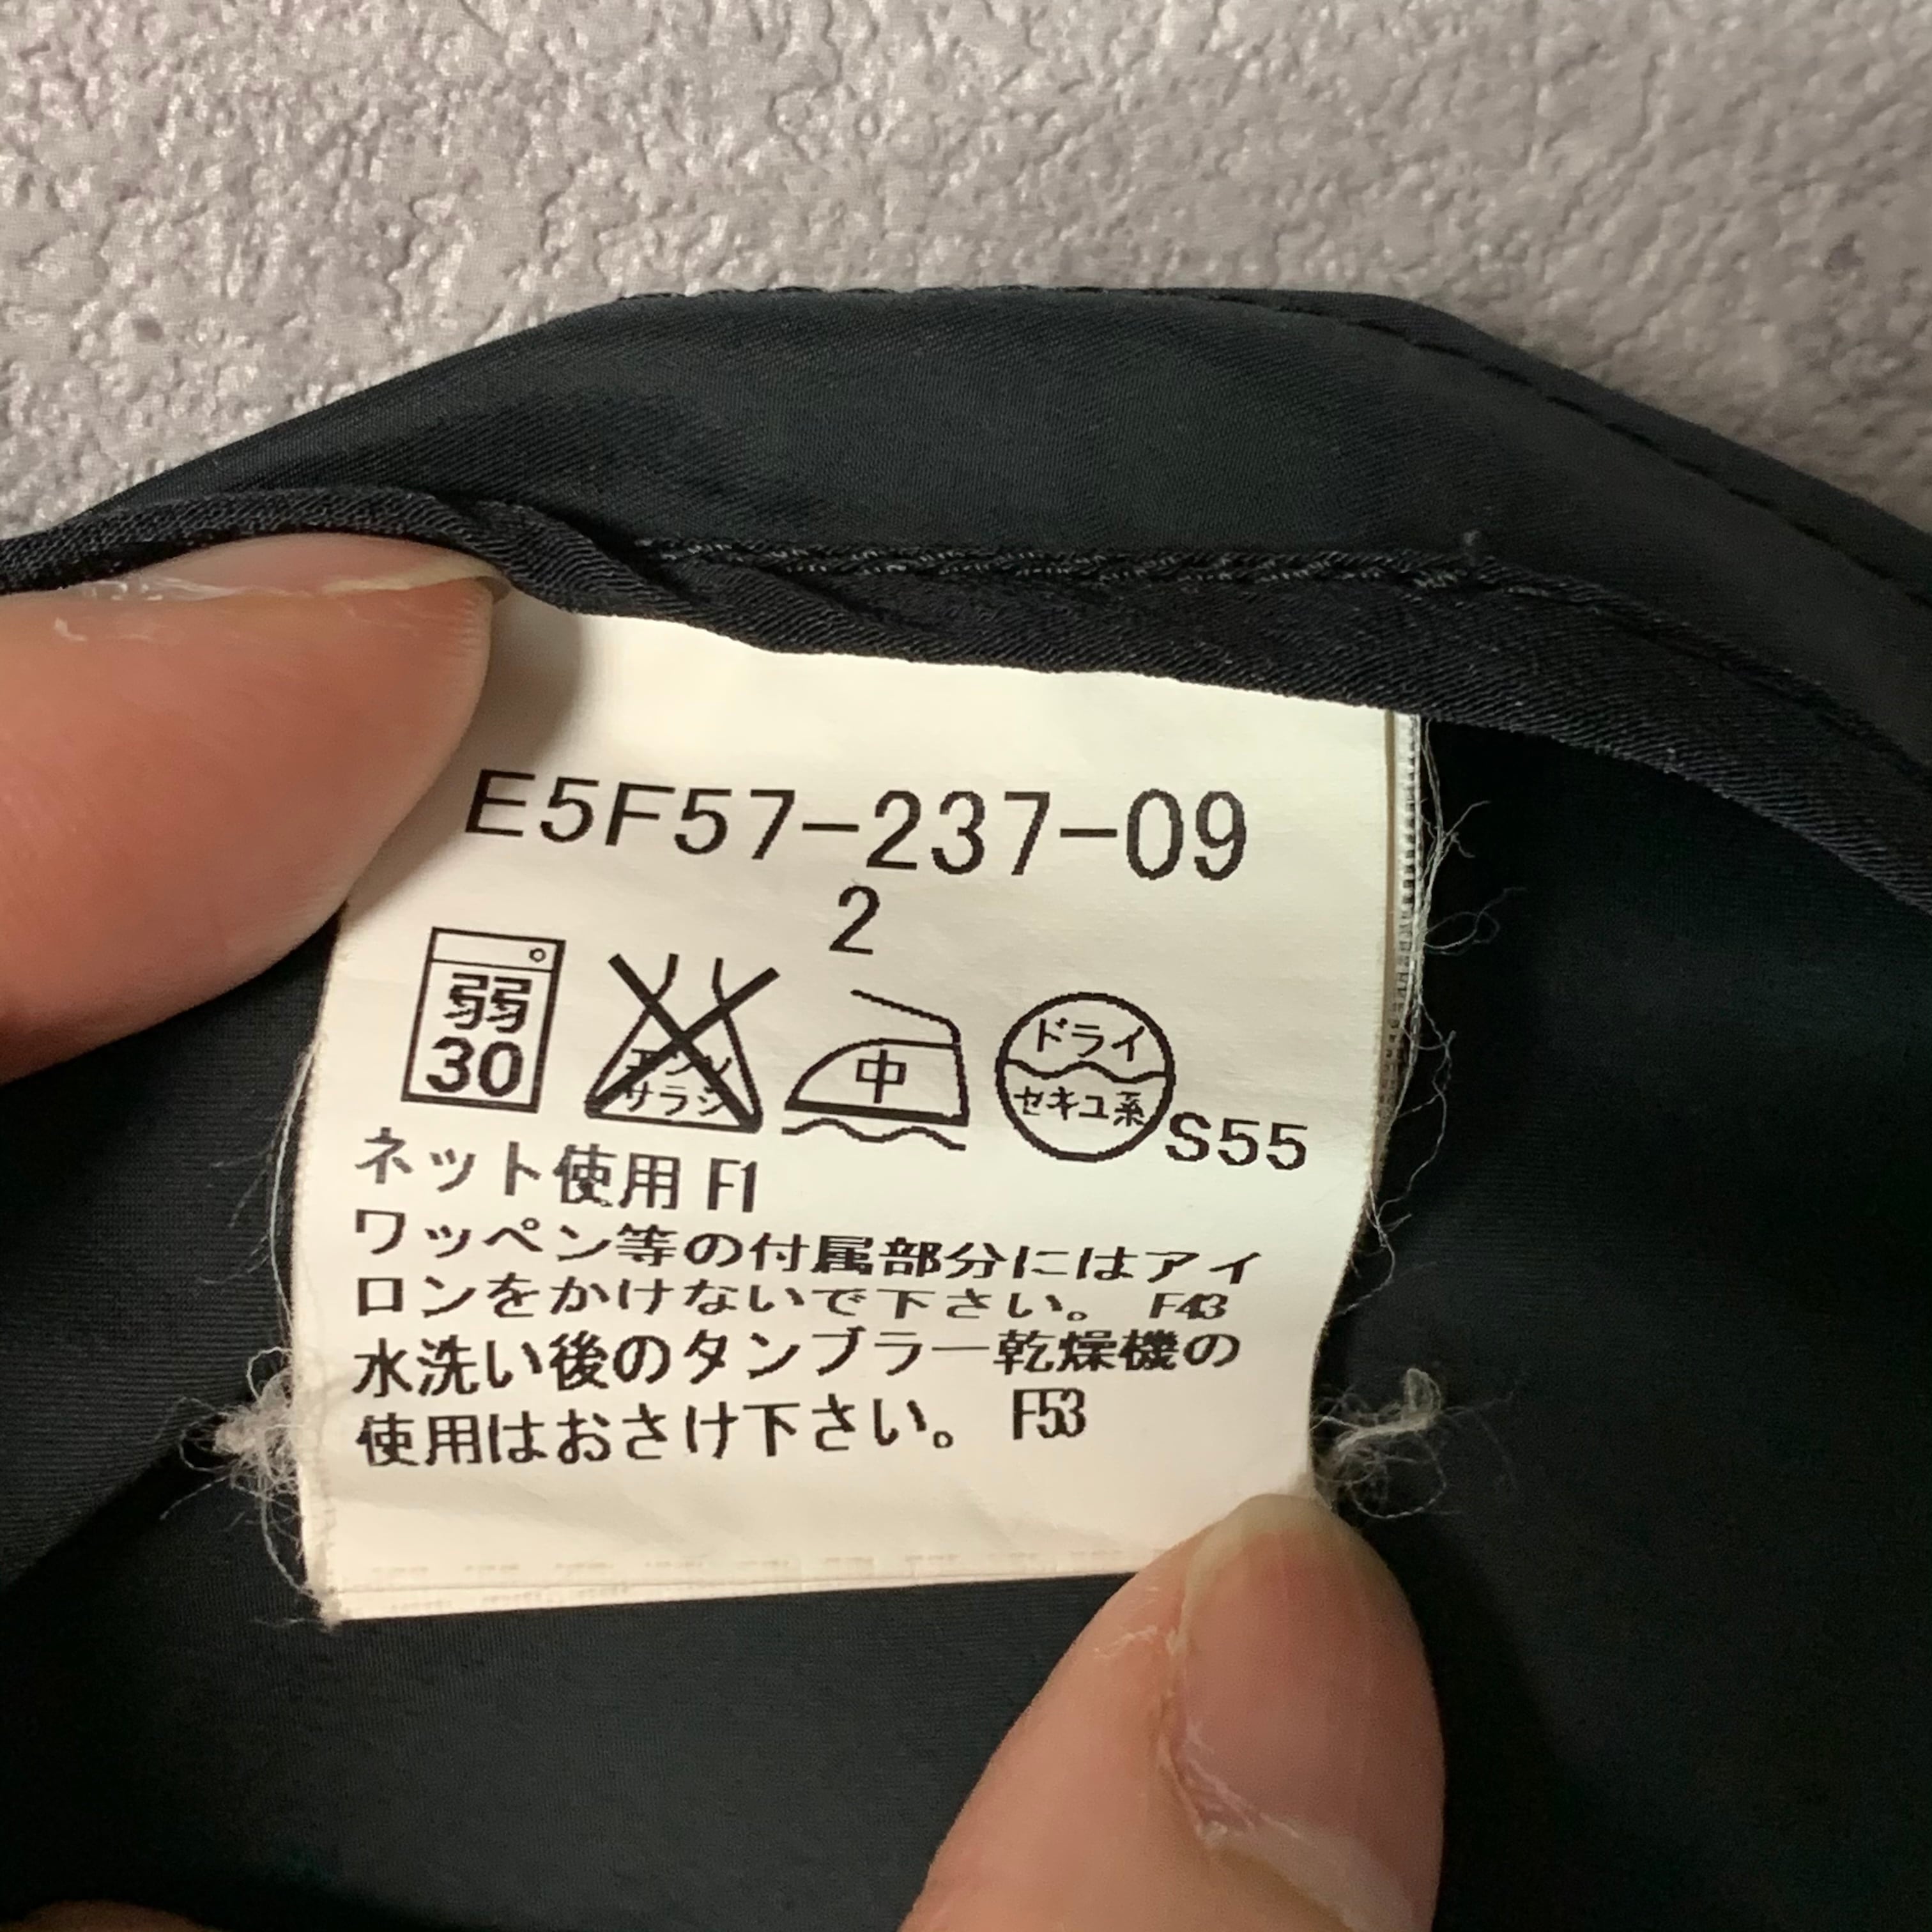 E5F57-237-09
2
弱
30
エンソ
サラシ
中
ドライ
セキユ系
S55
ネット使用 F1
ワッペン等の付属部分にはアイ
ロンをかけないで下さい。 F43
水洗い後のタンブラー乾燥機の
使用はおさけ下さい。 F53